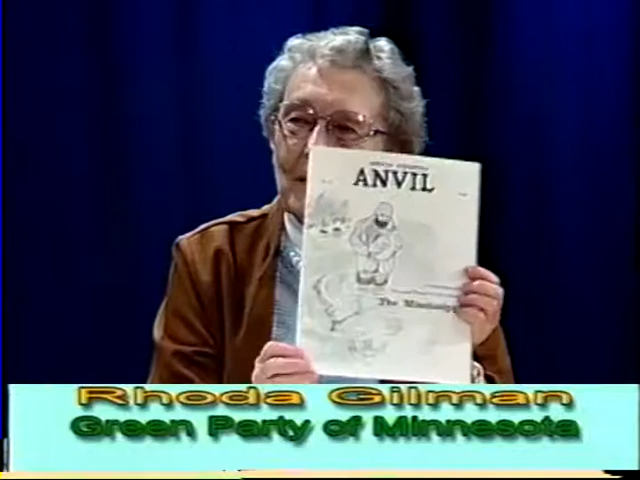 ANVIL
The Mississippi
Rhoda Gilman
Green Party of Minnesota